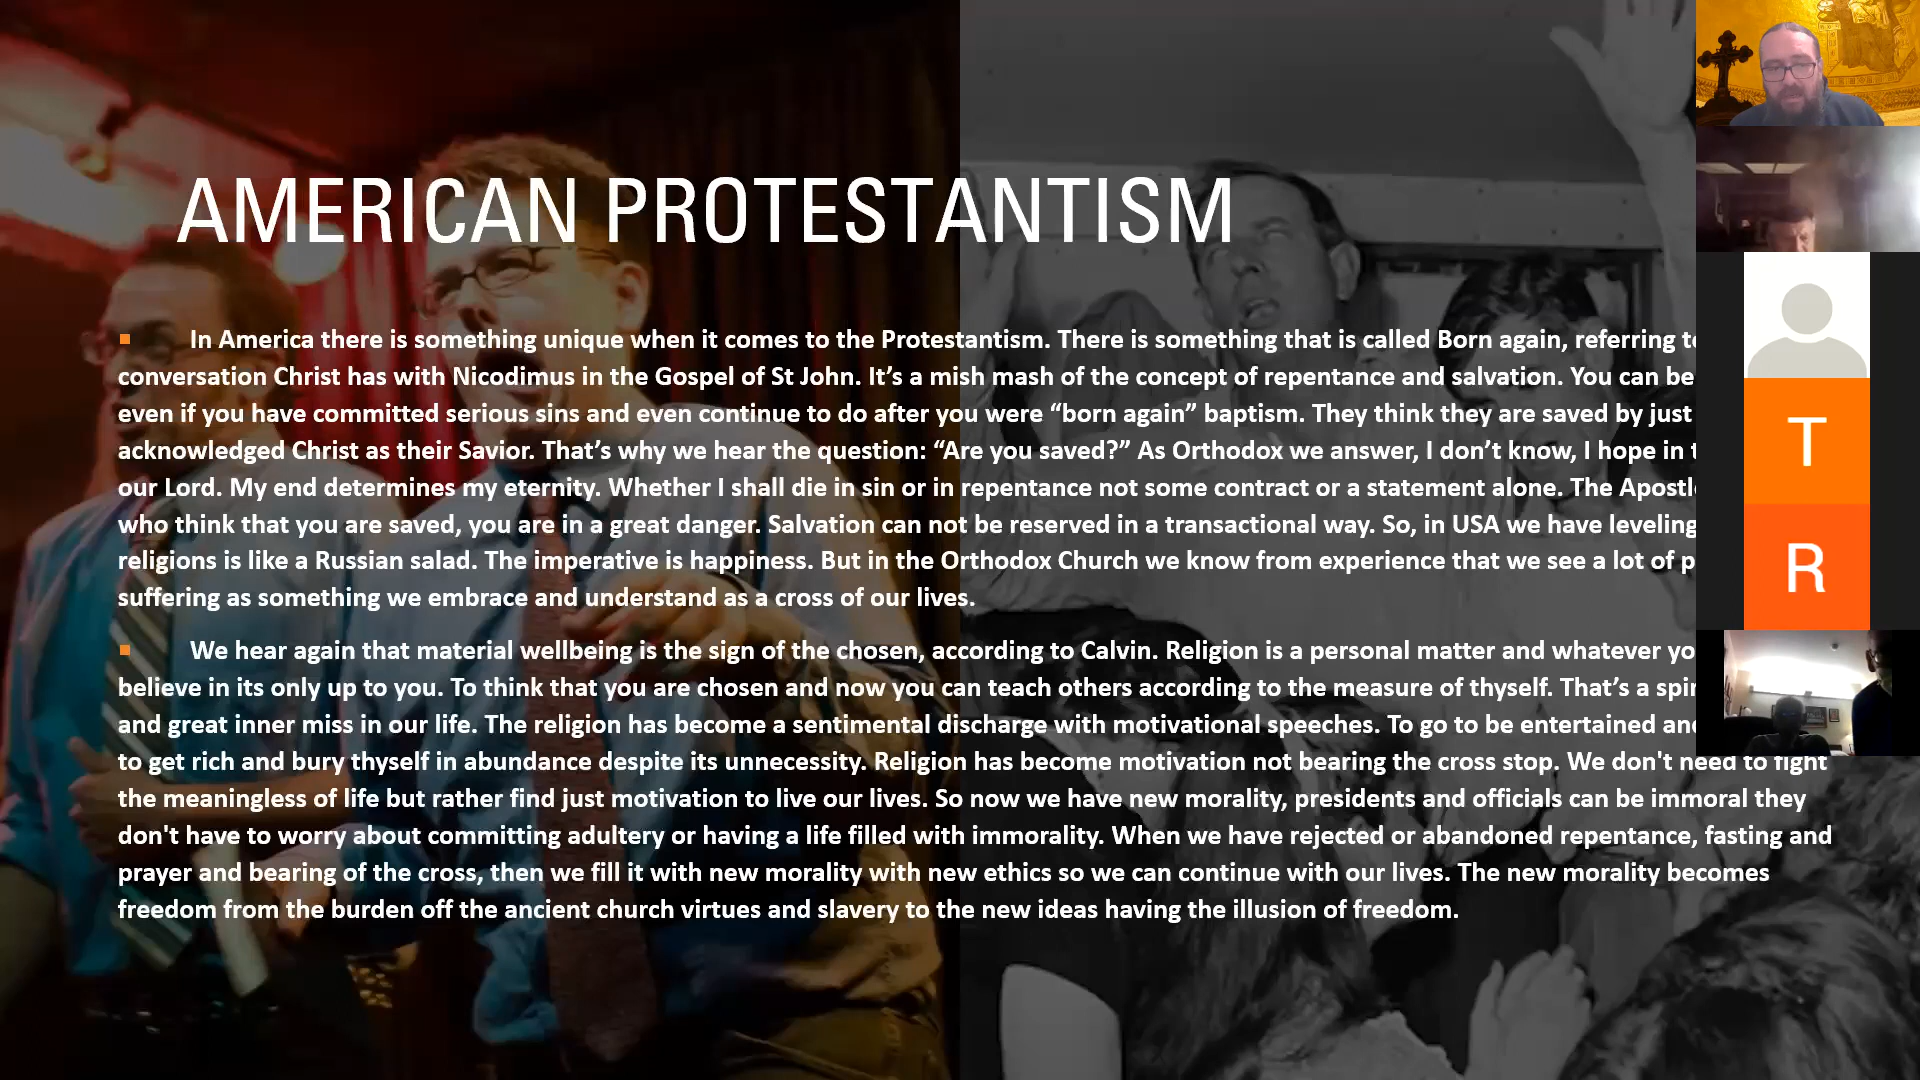 AMERICAN PROTESTANTISM
In America there is something unique when it comes to the Protestantism. There is something that is called Born again, referring
conversation Christ has with Nicodimus in the Gospel of St John. It’s a mish mash of the concept of repentance and salvation. You can be
even if you have committed serious sins and even continue to do after you were “born again” baptism. They think they are saved by just
acknowledged Christ as their Savior. That’s why we hear the question: “Are you saved?” As Orthodox we answer, I don’t know, I hope in
our Lord. My end determines my eternity. Whether I shall die in sin or in repentance not some contract or a statement alone. The
who think that you are saved, you are in a great danger. Salvation can not be reserved in a transactional way. So, in USA we have leveling
religions is like a Russian salad. The imperative is happiness. But in the Orthodox Church we know from experience that we see a lot of
suffering as something we embrace and understand as a cross of our lives.
We hear again that material wellbeing is the sign of the chosen, according to Calvin. Religion is a personal matter and whatever
believe in its only up to you. To think that you are chosen and now you can teach others according to the measure of thyself. That’s a
and great inner miss in our life. The religion has become a sentimental discharge with motivational speeches. To go to be entertained
to get rich and bury thyself in abundance despite its unnecessity. Religion has become motivation not bearing the cross stop. We don't need to fight
the meaningless of life but rather find just motivation to live our lives. So now we have new morality, presidents and officials can be immoral they
don't have to worry about committing adultery or having a life filled with immorality. When we have rejected or abandoned repentance, fasting and
prayer and bearing of the cross, then we fill it with new morality with new ethics so we can continue with our lives. The new morality becomes
freedom from the burden off the ancient church virtues and slavery to the new ideas having the illusion of freedom.
T
R